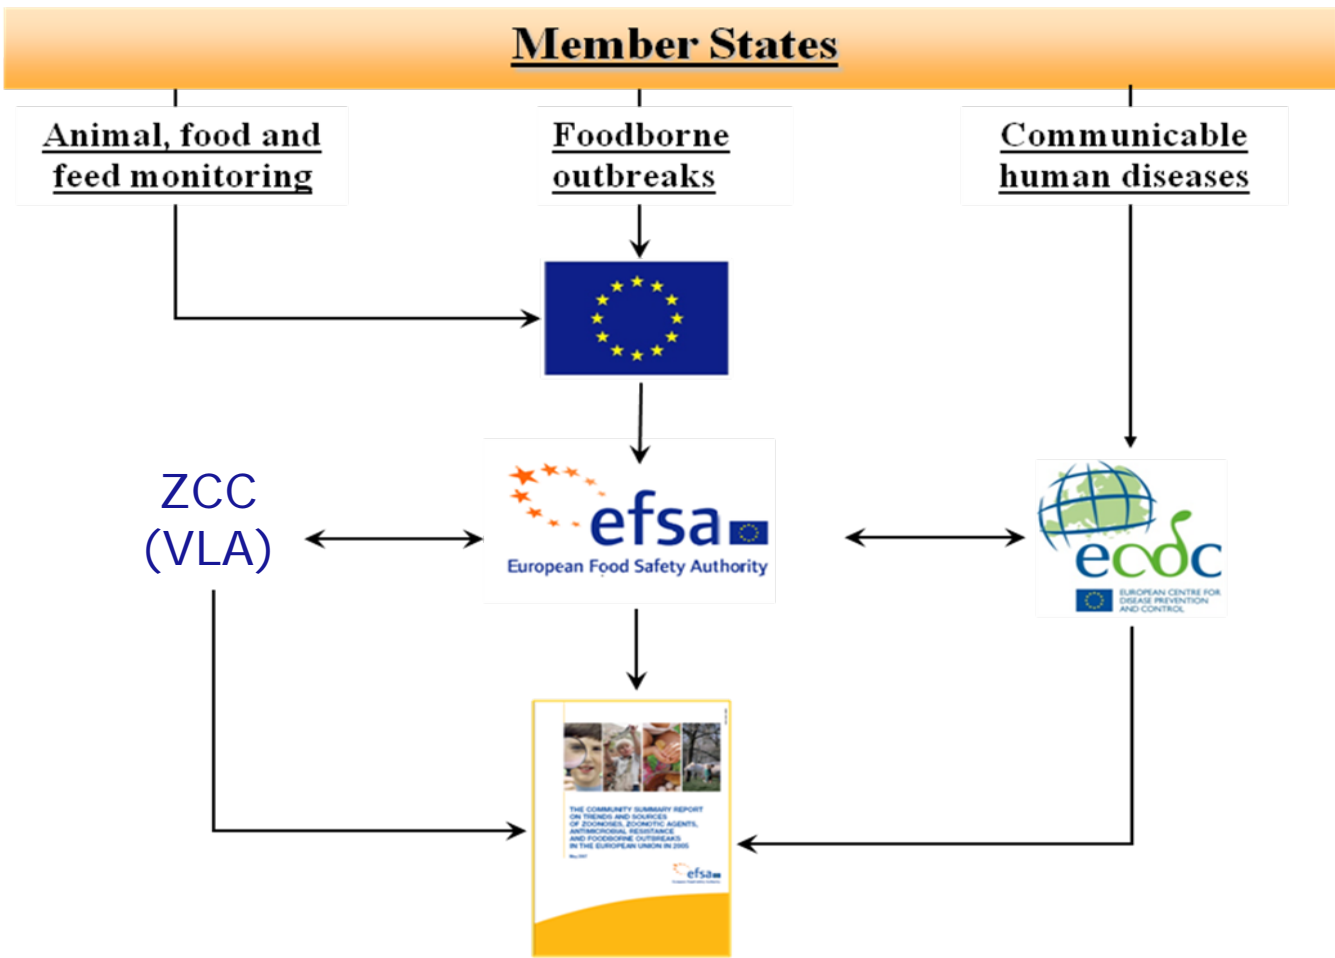 Member States
Animal, food and
feed monitoring
Foodborne
outbreaks
Communicable
human diseases
ZCC
(VLA)
efsa
European Food Safety Authority
ecdc
EUROPEAN CENTRE FOR
DISEASE PREVENTION
AND CONTROL
THE COMMUNITY SUMMARY REPORT
ON TRENDS AND SOURCES
OF ZOONOSES, ZOONOTIC AGENTS,
ANTIMICROBIAL RESISTANCE
AND FOODBORNE OUTBREAKS
IN THE EUROPEAN UNION IN 2005
May 2007
efsa